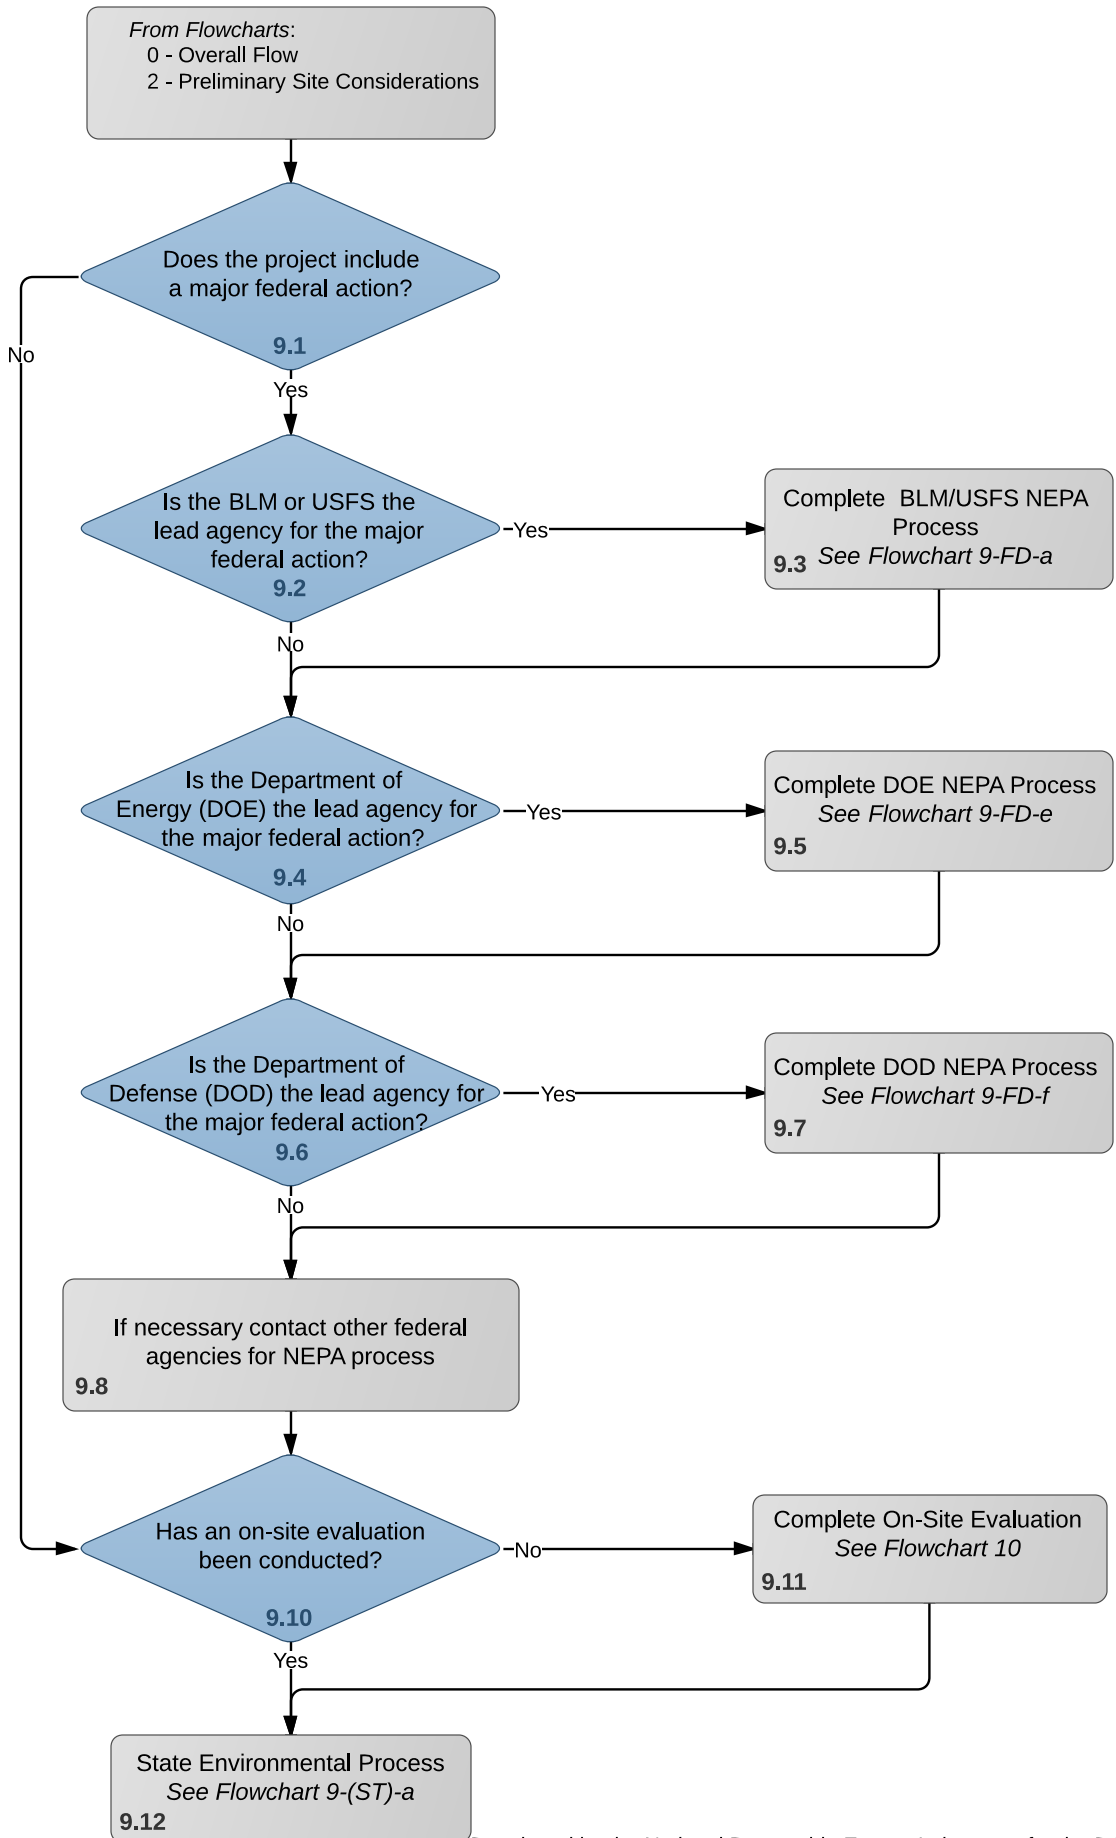 From Flowcharts:
0 - Overall Flow
2 - Preliminary Site Considerations
Does the project include
a major federal action?
9.1
No
Yes
Is the BLM or USFS the
lead agency for the major
federal action?
9.2
Yes
Complete BLM/USFS NEPA
Process
See Flowchart 9-FD-a
9.3
No
Is the Department of
Energy (DOE) the lead agency for
the major federal action?
9.4
Yes
Complete DOE NEPA Process
See Flowchart 9-FD-e
9.5
No
Is the Department of
Defense (DOD) the lead agency for
the major federal action?
9.6
Yes
Complete DOD NEPA Process
See Flowchart 9-FD-f
9.7
No
If necessary contact other federal
agencies for NEPA process
9.8
Has an on-site evaluation
been conducted?
9.10
No
Complete On-Site Evaluation
See Flowchart 10
9.11
Yes
State Environmental Process
See Flowchart 9-(ST)-a
9.12